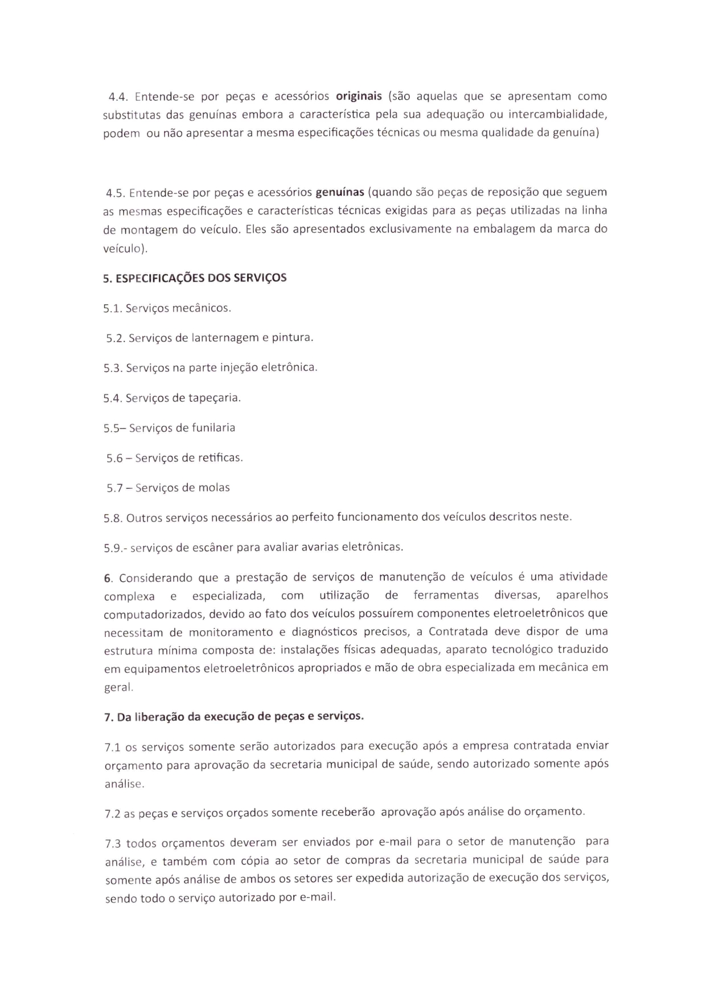 4.4. Entende-se por peças e acessórios originais (são aquelas que se apresentam como
substitutas das genuínas embora a característica pela sua adequação ou intercambialidade,
podem ou não apresentar a mesma especificações técnicas ou mesma qualidade da genuína)
4.5. Entende-se por peças e acessórios genuínas (quando são peças de reposição que seguem
as mesmas especificações e características técnicas exigidas para as peças utilizadas na linha
de montagem do veículo. Eles são apresentados exclusivamente na embalagem da marca do
veículo).
5. ESPECIFICAÇÕES DOS SERVIÇOS
5.1. Serviços mecânicos.
5.2. Serviços de lanternagem e pintura.
5.3. Serviços na parte injeção eletrônica.
5.4. Serviços de tapeçaria.
5.5– Serviços de funilaria
5.6 – Serviços de retificas.
5.7 – Serviços de molas
5.8. Outros serviços necessários ao perfeito funcionamento dos veículos descritos neste.
5.9.- serviços de escâner para avaliar avarias eletrônicas.
6. Considerando que a prestação de serviços de manutenção de veículos é uma atividade
complexa e especializada, com utilização de ferramentas diversas, aparelhos
computadorizados, devido ao fato dos veículos possuírem componentes eletroeletrônicos que
necessitam de monitoramento e diagnósticos precisos, a Contratada deve dispor de uma
estrutura mínima composta de: instalações físicas adequadas, aparato tecnológico traduzido
em equipamentos eletroeletrônicos apropriados e mão de obra especializada em mecânica em
geral.
7. Da liberação da execução de peças e serviços.
7.1 os serviços somente serão autorizados para execução após a empresa contratada enviar
orçamento para aprovação da secretaria municipal de saúde, sendo autorizado somente após
análise.
7.2 as peças e serviços orçados somente receberão aprovação após análise do orçamento.
7.3 todos orçamentos deveram ser enviados por e-mail para o setor de manutenção para
análise, e também com cópia ao setor de compras da secretaria municipal de saúde para
somente após análise de ambos os setores ser expedida autorização de execução dos serviços,
sendo todo o serviço autorizado por e-mail.